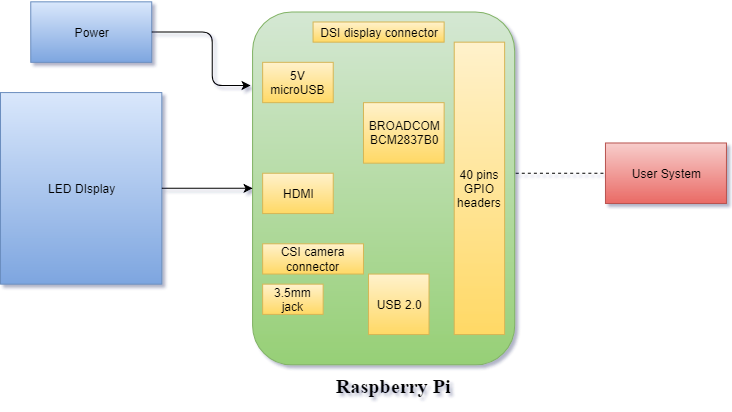 Power
LED DIsplay
DSI display connector
5V
microUSB
BROADCOM
BCM2837B0
HDMI
40 pins
GPIO
headers
CSI camera
connector
3.5mm
jack
USB 2.0
User System
Raspberry Pi